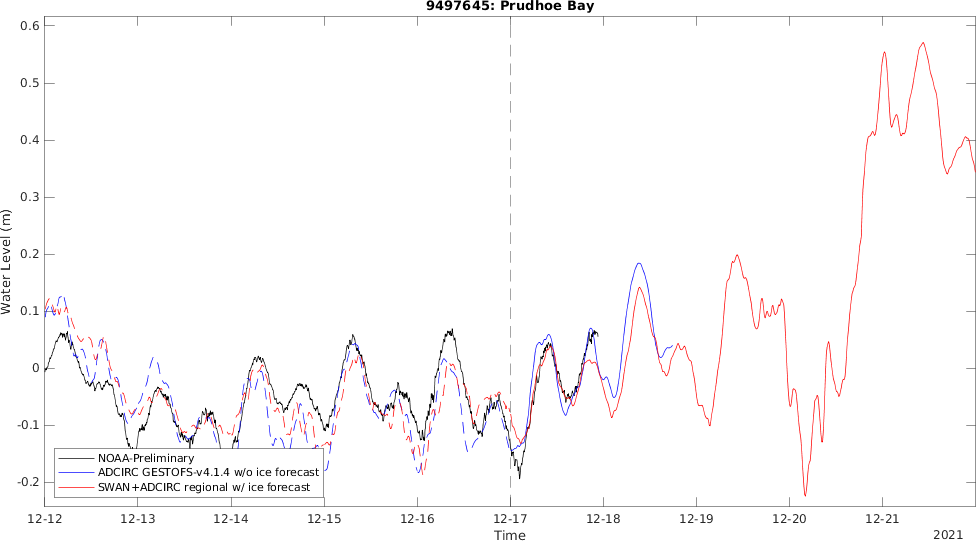 9497645: Prudhoe Bay
0.6
0.5
0.4
0.3
0.2
0.1
0
-0.1
-0.2
Water Level (m)
NOAA-Preliminary
ADCIRC GESTOFS-v4.1.4 w/o ice forecast
SWAN+ADCIRC regional w/ ice forecast
12-12 12-13 12-14 12-15 12-16 12-17 12-18 12-19 12-20 12-21
Time
2021